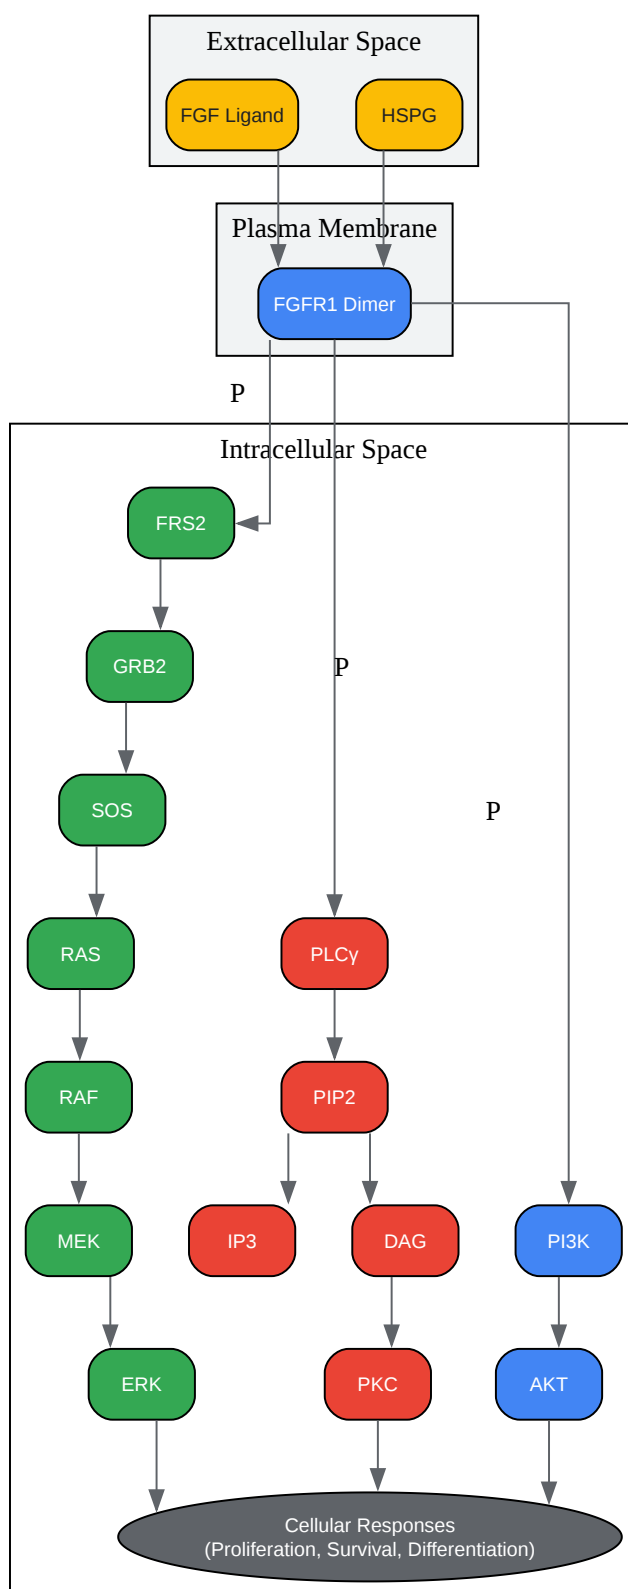 Extracellular Space
FGF Ligand
HSPG
Plasma Membrane
FGFR1 Dimer
P
Intracellular Space
FRS2
GRB2
P
SOS
P
RAS
PLCγ
RAF
PIP2
MEK
IP3
DAG
PI3K
ERK
PKC
AKT
Cellular Responses
(Proliferation, Survival, Differentiation)